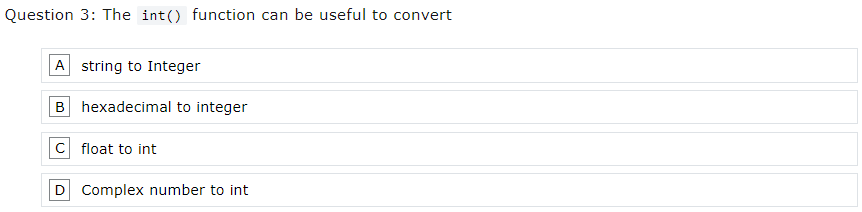 Question 3: The int() function can be useful to convert
A string to Integer
B hexadecimal to integer
C float to int
D Complex number to int